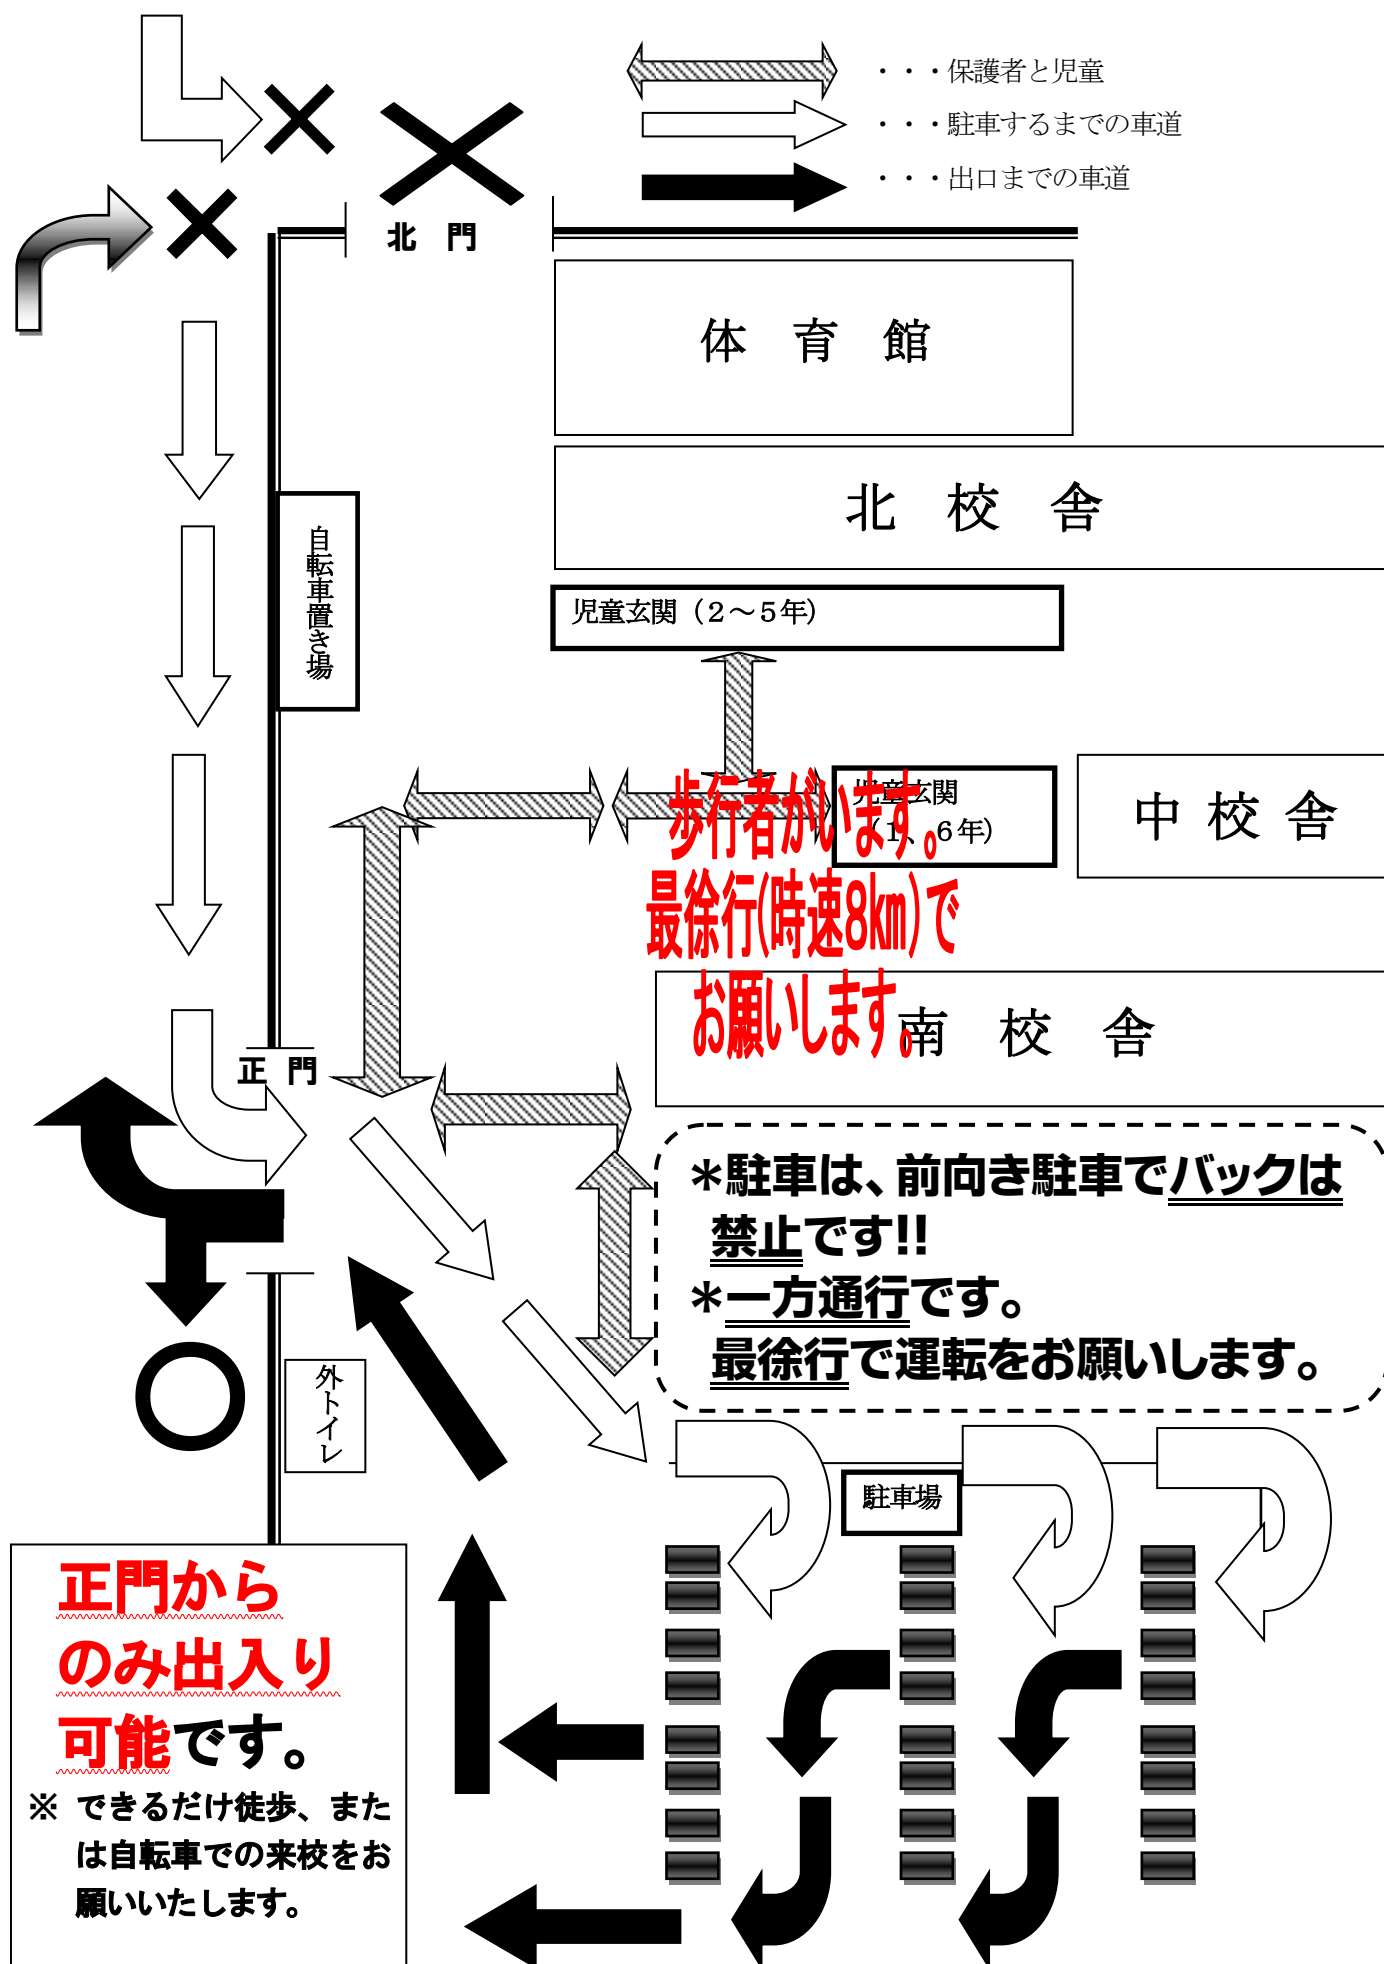 ・・・保護者と児童
・・・駐車するまでの車道
・・・出口までの車道
北　門
体　育　館
北　校　舎
自転車置き場
児童玄関（２～５年）
児童玄関
（１、６年）
中 校 舎
歩行者がいます。
最徐行(時速8km)で
お願いします。
南　校　舎
正　門
＊駐車は、前向き駐車でバックは
禁止です!!
＊一方通行です。
最徐行で運転をお願いします。
外トイレ
駐車場
正門から
のみ出入り
可能です。
※ できるだけ徒歩、また
は自転車での来校をお
願いいたします。